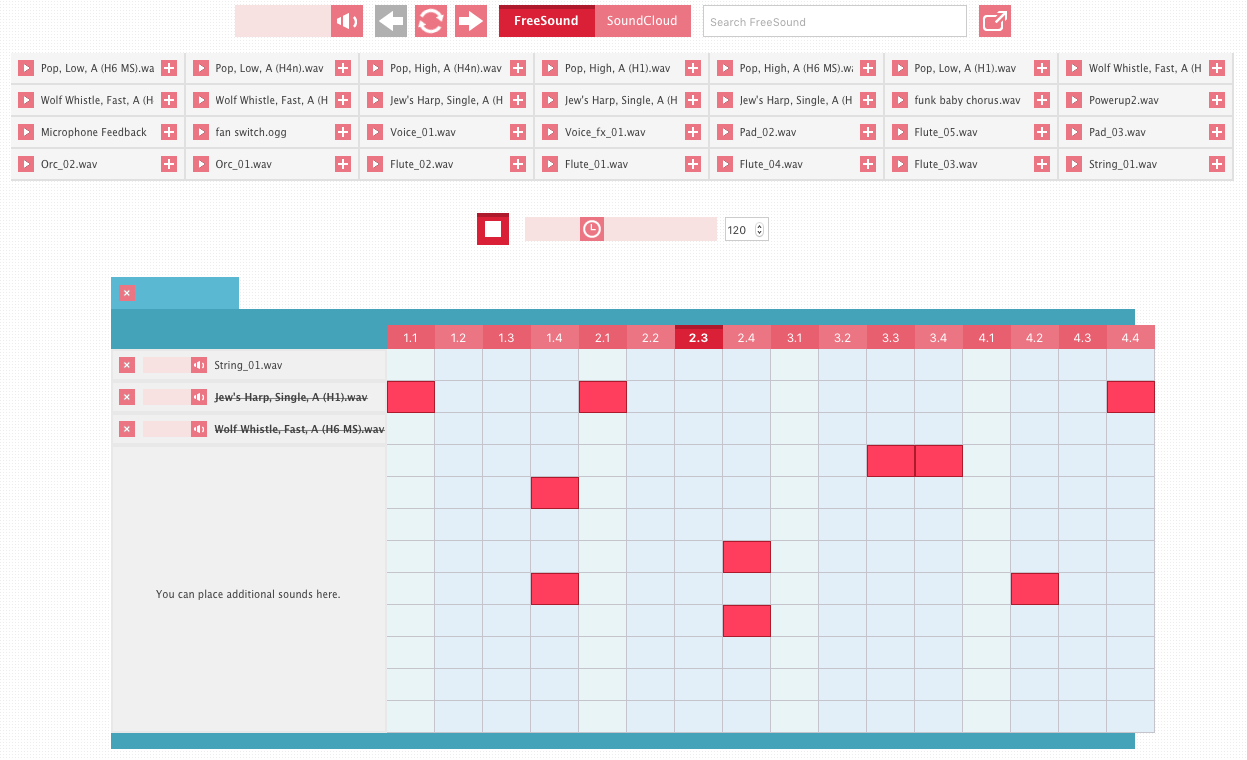 FreeSound SoundCloud Search FreeSound
Pop, Low, A (H6 MS).wa Pop, Low, A (H4n).wav Pop, High, A (H4n).wav Pop, High, A (H1).wav Pop, High, A (H6 MS).wa Pop, Low, A (H1).wav Wolf Whistle, Fast, A (H
Wolf Whistle, Fast, A (H Wolf Whistle, Fast, A (H Jew's Harp, Single, A (H Jew's Harp, Single, A (H Jew's Harp, Single, A (H funk baby chorus.wav Powerup2.wav
Microphone Feedback fan switch.ogg Voice_01.wav Voice_fx_01.wav Pad_02.wav Flute_05.wav Pad_03.wav
Orc_02.wav Orc_01.wav Flute_02.wav Flute_01.wav Flute_04.wav Flute_03.wav String_01.wav
120
1.1 1.2 1.3 1.4 2.1 2.2 2.3 2.4 3.1 3.2 3.3 3.4 4.1 4.2 4.3 4.4
String_01.wav
Jew's Harp, Single, A (H1).wav
Wolf Whistle, Fast, A (H6 MS).wav
You can place additional sounds here.